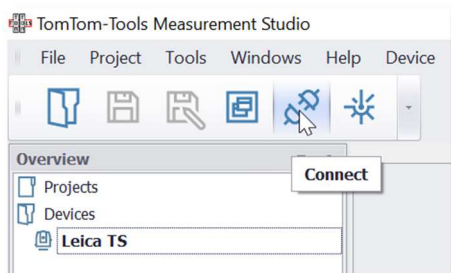 TomTom-Tools Measurement Studio
File Project Tools Windows Help Device
Overview
Connect
Projects
Devices
Leica TS